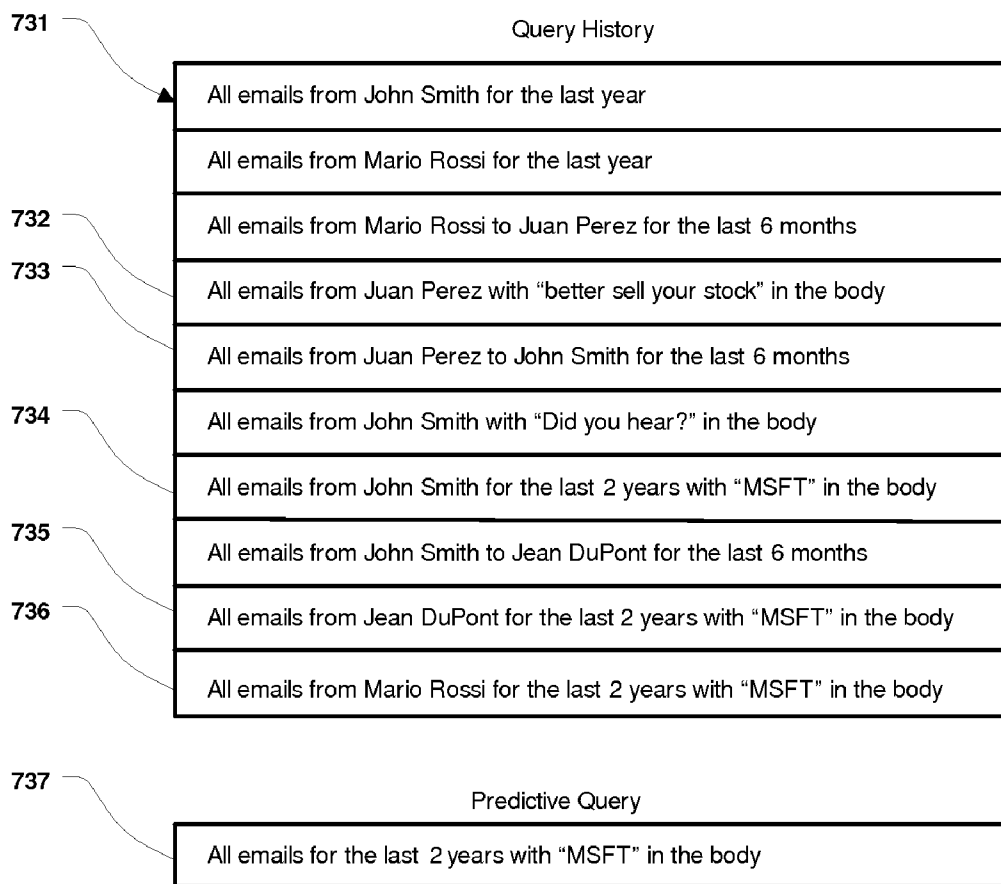 731
Query History
All emails from John Smith for the last year
All emails from Mario Rossi for the last year
732
All emails from Mario Rossi to Juan Perez for the last 6 months
733
All emails from Juan Perez with “better sell your stock” in the body
All emails from Juan Perez to John Smith for the last 6 months
734
All emails from John Smith with “Did you hear?” in the body
All emails from John Smith for the last 2 years with “MSFT” in the body
735
All emails from John Smith to Jean DuPont for the last 6 months
736
All emails from Jean DuPont for the last 2 years with “MSFT” in the body
All emails from Mario Rossi for the last 2 years with “MSFT” in the body
737
Predictive Query
All emails for the last 2 years with “MSFT” in the body